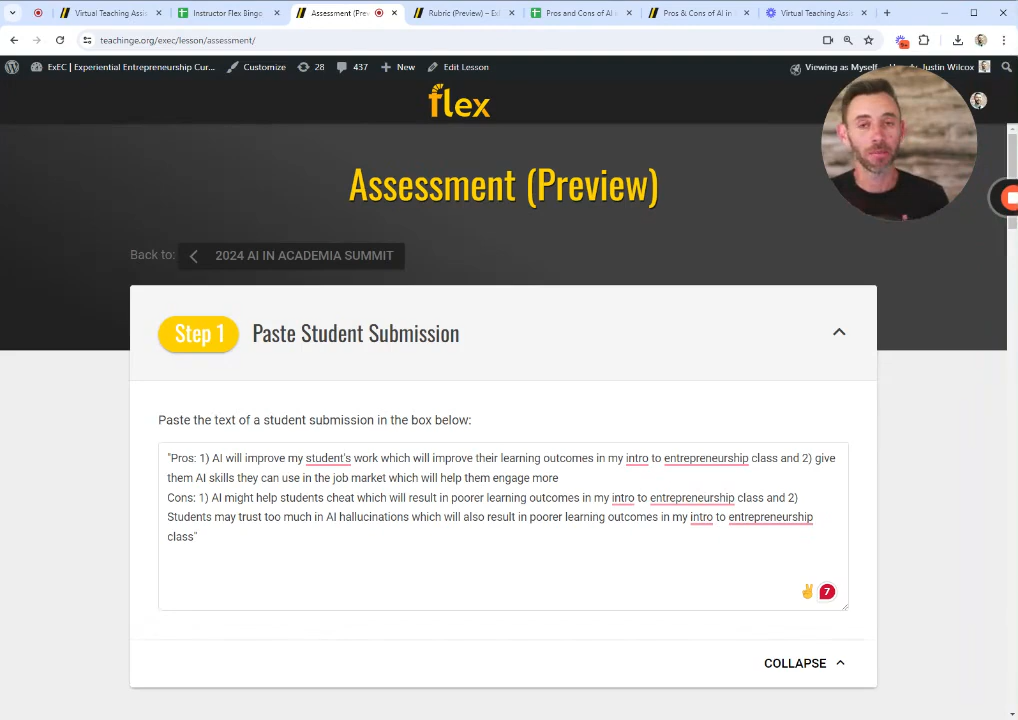 Virtual Teaching Assis
Instructor Flex Bingo
Assessment (Prev
Rubric (Preview) – Ex
Pros and Cons of AI i
Pros & Cons of AI in
Virtual Teaching Assis
teachinge.org/exec/lesson/assessment/
ExEC | Experiential Entrepreneurship Cur...
Customize
28
437
New
Edit Lesson
Viewing as Myself
Justin Wilcox
flex
Assessment (Preview)
Back to:
2024 AI IN ACADEMIA SUMMIT
Step 1
Paste Student Submission
Paste the text of a student submission in the box below:
"Pros: 1) AI will improve my student's work which will improve their learning outcomes in my intro to entrepreneurship class and 2) give
them AI skills they can use in the job market which will help them engage more
Cons: 1) AI might help students cheat which will result in poorer learning outcomes in my intro to entrepreneurship class and 2)
Students may trust too much in AI hallucinations which will also result in poorer learning outcomes in my intro to entrepreneurship
class"
7
COLLAPSE